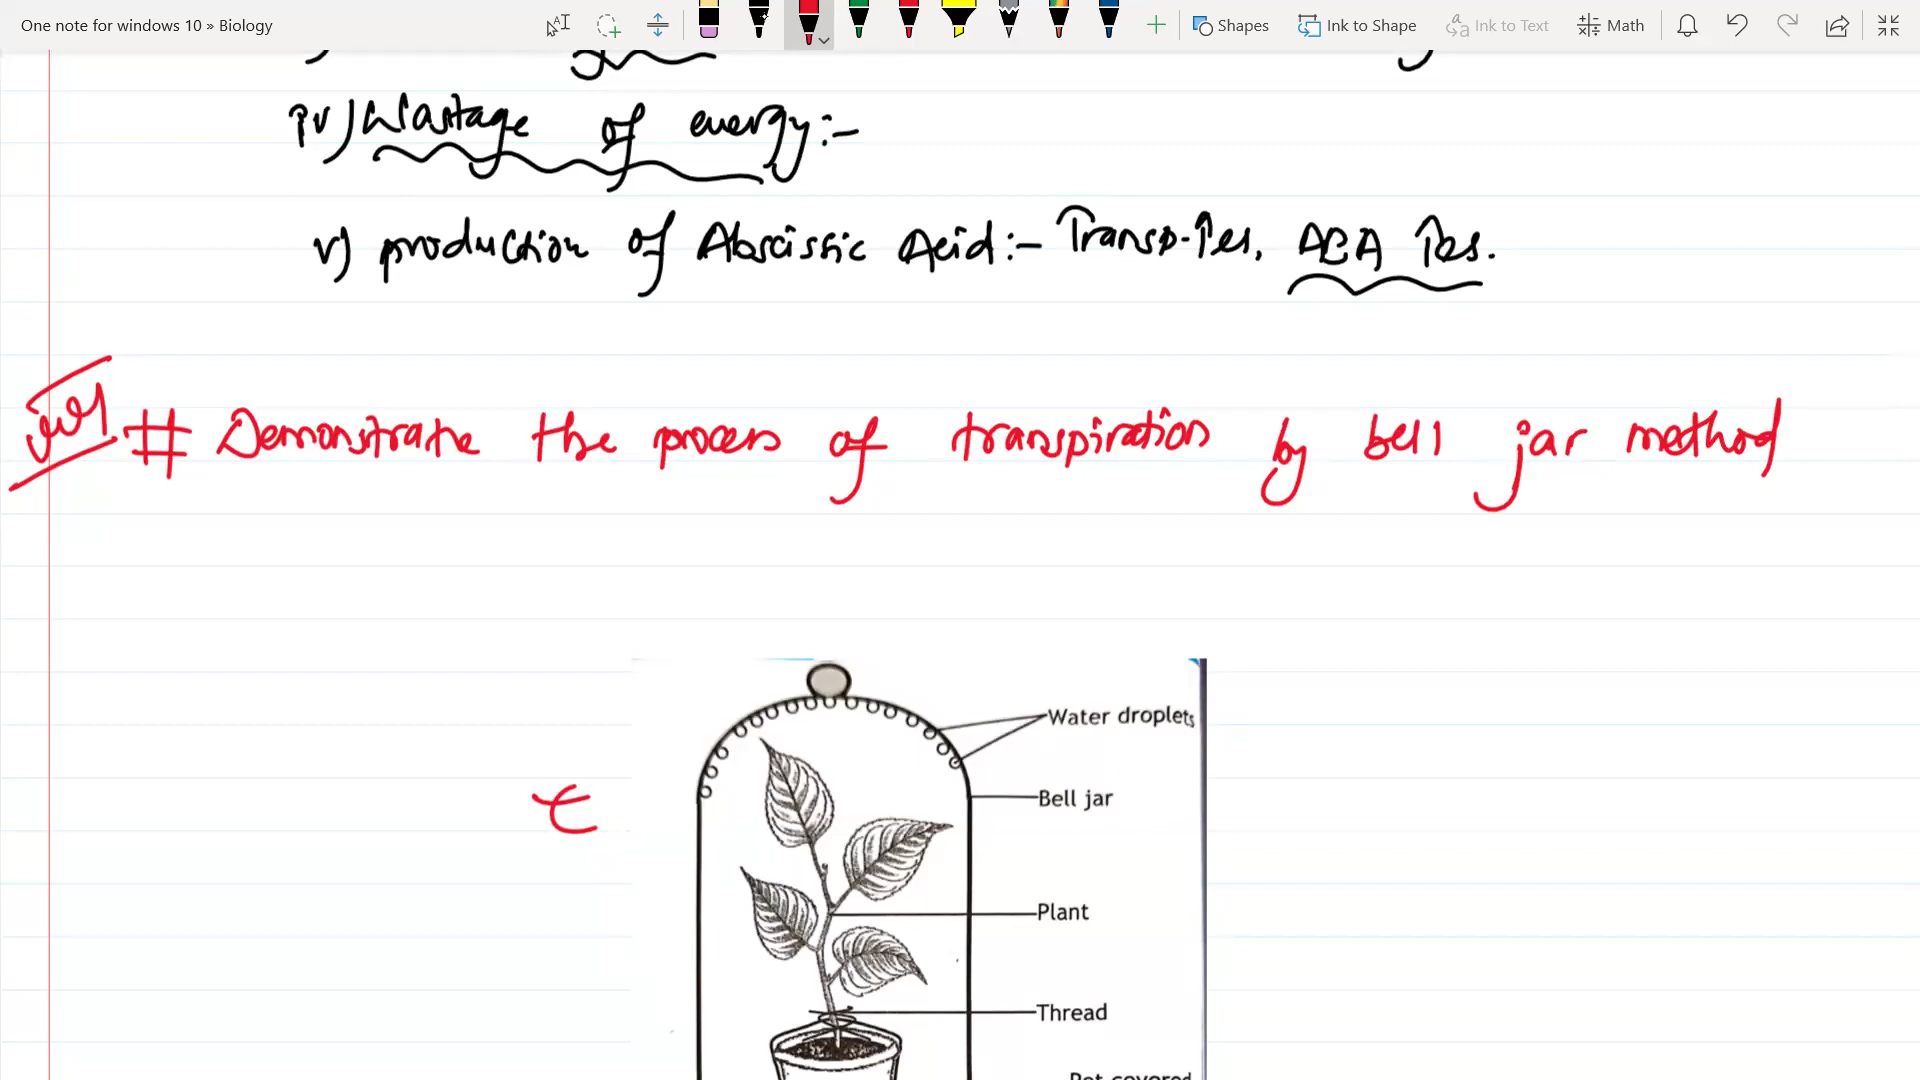 One note for windows 10 » Biology
Shapes
Ink to Shape
Ink to Text
Math
iv) Wastage of energy:-
v) production of Abscissic Acid:- Transp. ↑es, ABA ↑es.
# Demonstrate the process of transpiration by bell jar method
Water droplets
Bell jar
t
Plant
Thread
Pot covered